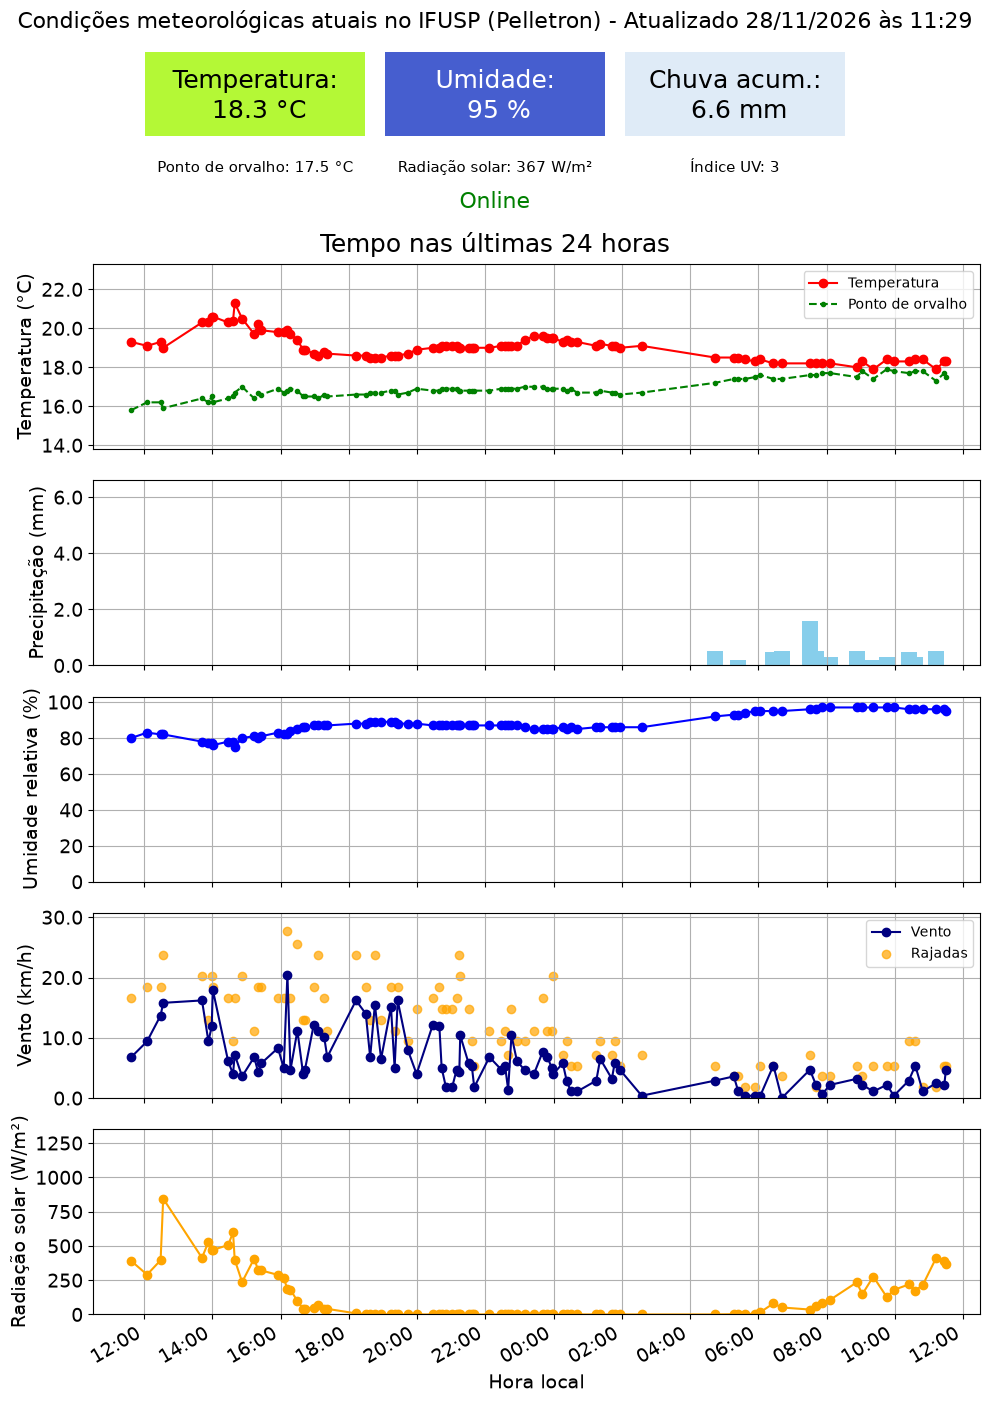 Condições meteorológicas atuais no IFUSP (Pelletron) - Atualizado 28/11/2026 às 11:29
Temperatura:
18.3 °C
Umidade:
95 %
Chuva acum.:
6.6 mm
Ponto de orvalho: 17.5 °C
Radiação solar: 367 W/m²
Índice UV: 3
Online
Tempo nas últimas 24 horas
Temperatura (°C)
22.0
20.0
18.0
16.0
14.0
Temperatura
Ponto de orvalho
Precipitação (mm)
6.0
4.0
2.0
0.0
Umidade relativa (%)
100
80
60
40
20
0
Vento (km/h)
30.0
20.0
10.0
0.0
Vento
Rajadas
Radiação solar (W/m²)
1250
1000
750
500
250
0
12:00
14:00
16:00
18:00
20:00
22:00
00:00
02:00
04:00
06:00
08:00
10:00
12:00
Hora local